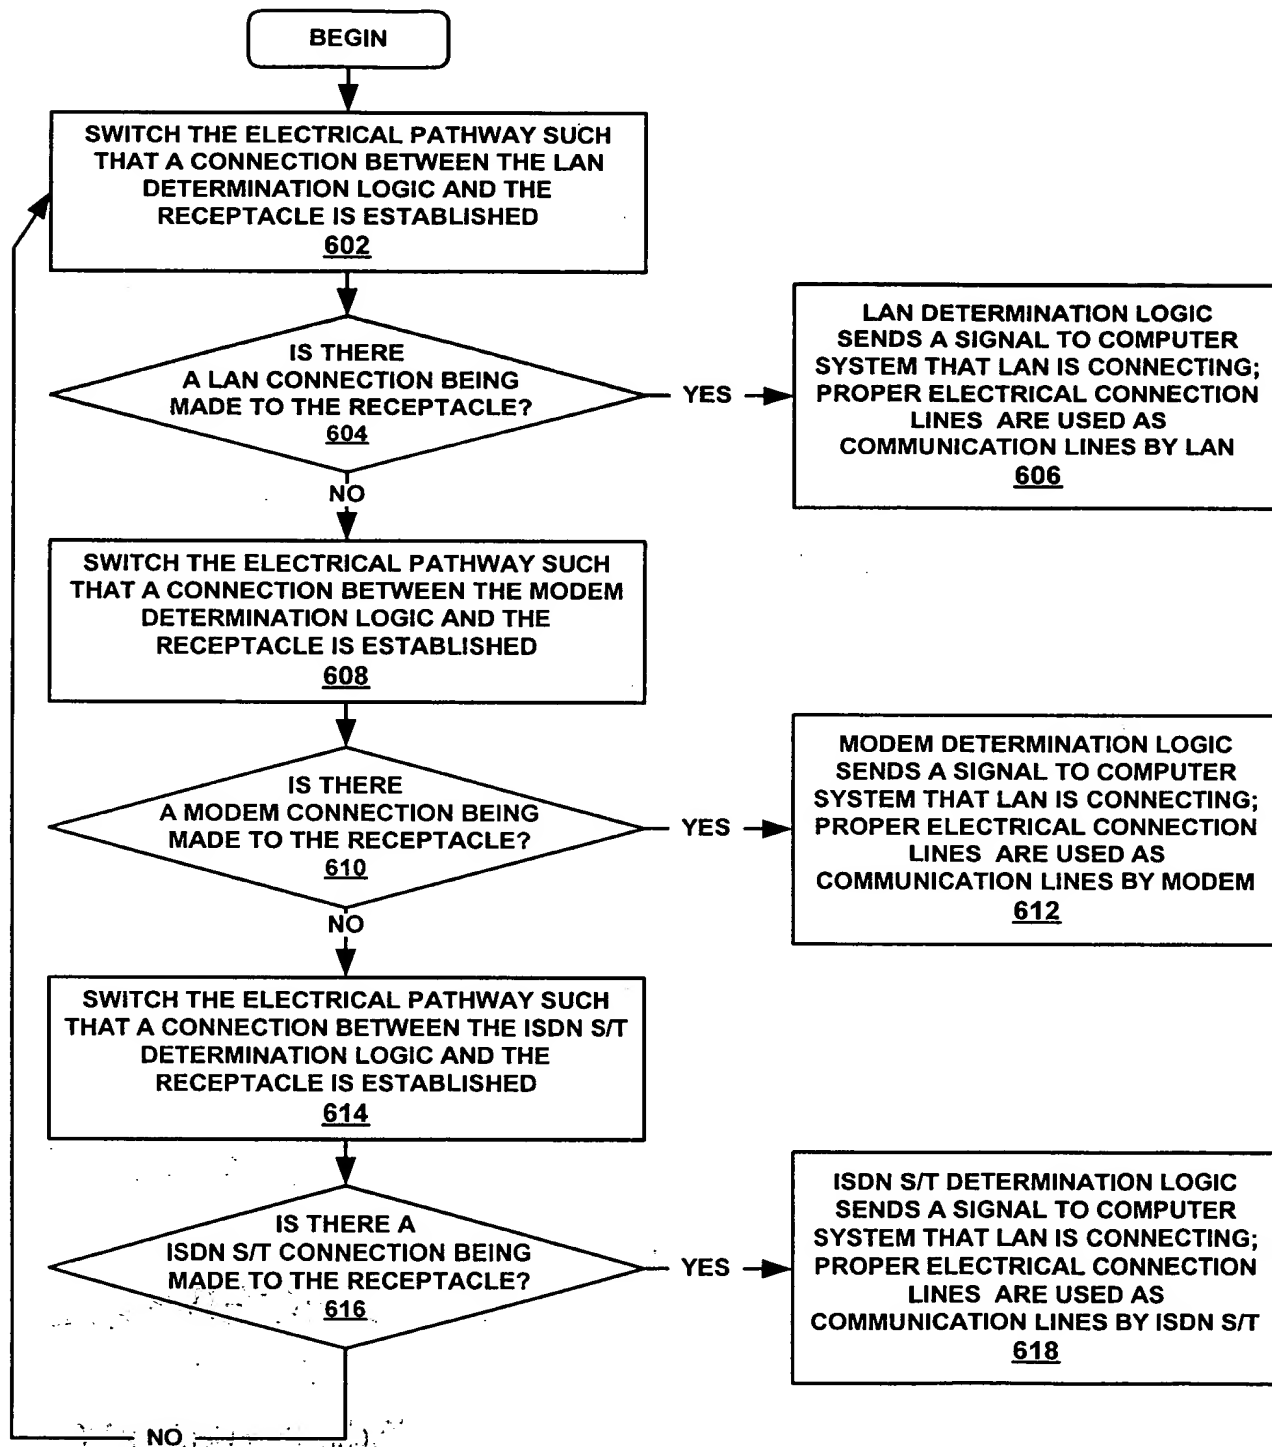 BEGIN
SWITCH THE ELECTRICAL PATHWAY SUCH
THAT A CONNECTION BETWEEN THE LAN
DETERMINATION LOGIC AND THE
RECEPTACLE IS ESTABLISHED
602
IS THERE
A LAN CONNECTION BEING
MADE TO THE RECEPTACLE?
604
YES
LAN DETERMINATION LOGIC
SENDS A SIGNAL TO COMPUTER
SYSTEM THAT LAN IS CONNECTING;
PROPER ELECTRICAL CONNECTION
LINES ARE USED AS
COMMUNICATION LINES BY LAN
606
NO
SWITCH THE ELECTRICAL PATHWAY SUCH
THAT A CONNECTION BETWEEN THE MODEM
DETERMINATION LOGIC AND THE
RECEPTACLE IS ESTABLISHED
608
IS THERE
A MODEM CONNECTION BEING
MADE TO THE RECEPTACLE?
610
YES
MODEM DETERMINATION LOGIC
SENDS A SIGNAL TO COMPUTER
SYSTEM THAT LAN IS CONNECTING;
PROPER ELECTRICAL CONNECTION
LINES ARE USED AS
COMMUNICATION LINES BY MODEM
612
NO
SWITCH THE ELECTRICAL PATHWAY SUCH
THAT A CONNECTION BETWEEN THE ISDN S/T
DETERMINATION LOGIC AND THE
RECEPTACLE IS ESTABLISHED
614
IS THERE A
ISDN S/T CONNECTION BEING
MADE TO THE RECEPTACLE?
616
YES
ISDN S/T DETERMINATION LOGIC
SENDS A SIGNAL TO COMPUTER
SYSTEM THAT LAN IS CONNECTING;
PROPER ELECTRICAL CONNECTION
LINES ARE USED AS
COMMUNICATION LINES BY ISDN S/T
618
NO